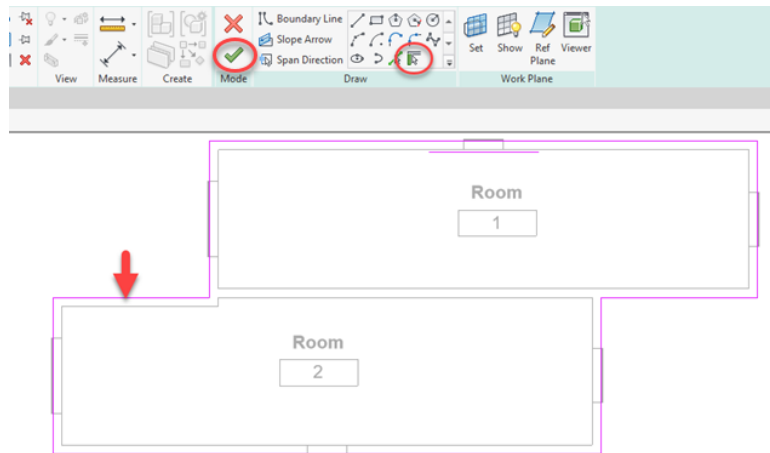 Boundary Line
Slope Arrow
Span Direction
Set Show Ref Plane Viewer
View Measure Create Mode Draw Work Plane
Room
1
Room
2